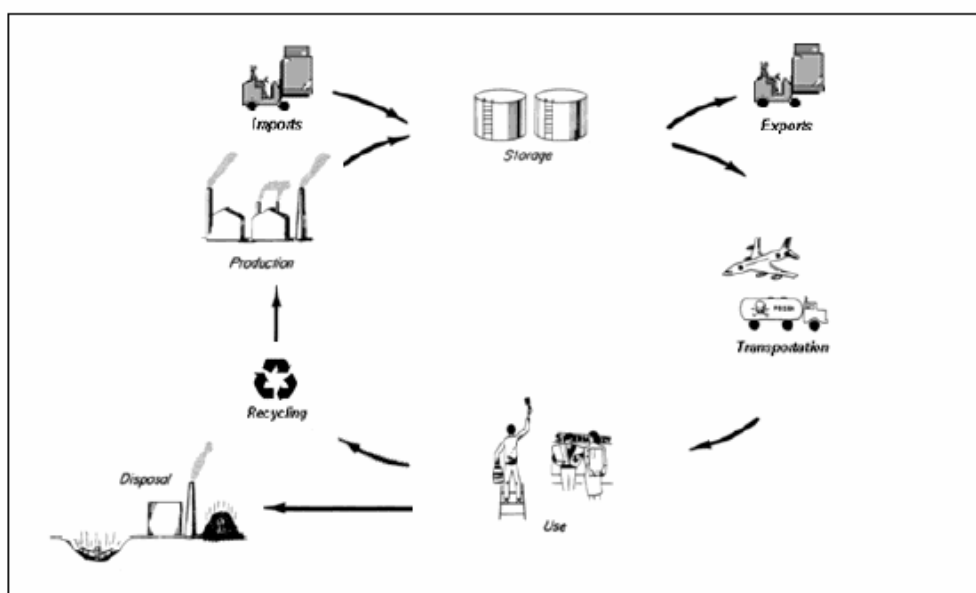 Imports
Exports
Storage
Production
Transportation
Recycling
Disposal
Use